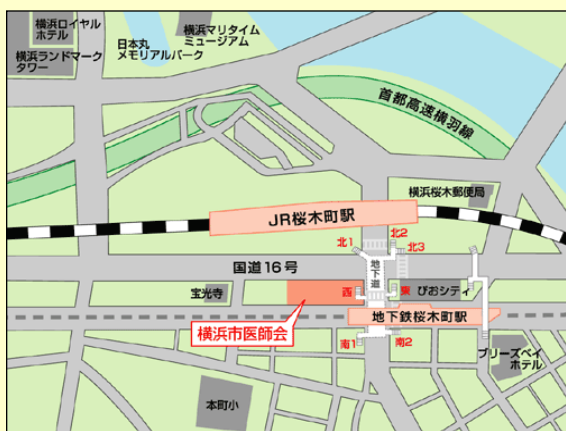 横浜ロイヤル
ホテル
横浜ランドマーク
タワー
日本丸
メモリアルパーク
横浜マリタイム
ミュージアム
首都高速横羽線
横浜桜木郵便局
JR桜木町駅
北1
北2
北3
国道16号
地下道
宝光寺
西
東
ぴおシティ
地下鉄桜木町駅
横浜市医師会
南1
南2
ブリーズベイ
ホテル
本町小